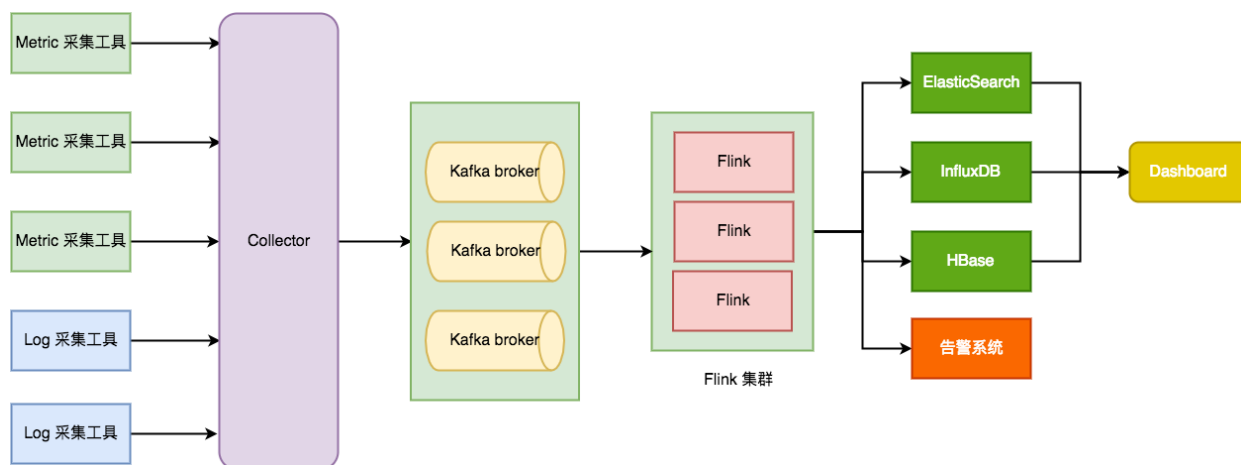 Metric 采集工具
Metric 采集工具
Metric 采集工具
Log 采集工具
Log 采集工具
Collector
Kafka broker
Kafka broker
Kafka broker
Flink
Flink
Flink
Flink 集群
ElasticSearch
InfluxDB
HBase
告警系统
Dashboard